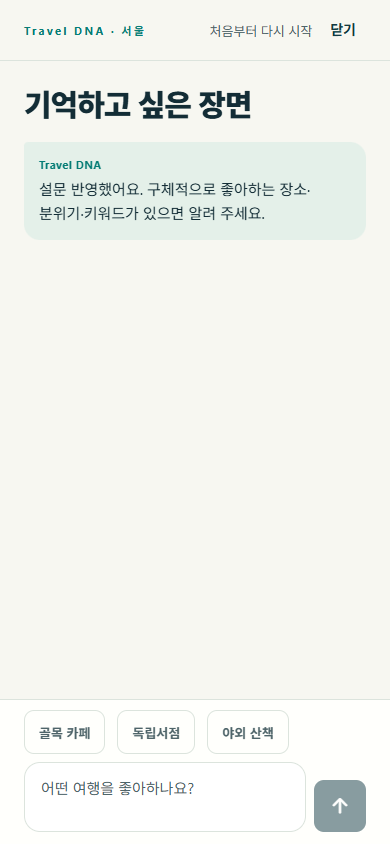 Travel DNA · 서울
처음부터 다시 시작
닫기
기억하고 싶은 장면
Travel DNA
설문 반영했어요. 구체적으로 좋아하는 장소·
분위기·키워드가 있으면 알려 주세요.
골목 카페
독립서점
야외 산책
어떤 여행을 좋아하나요?